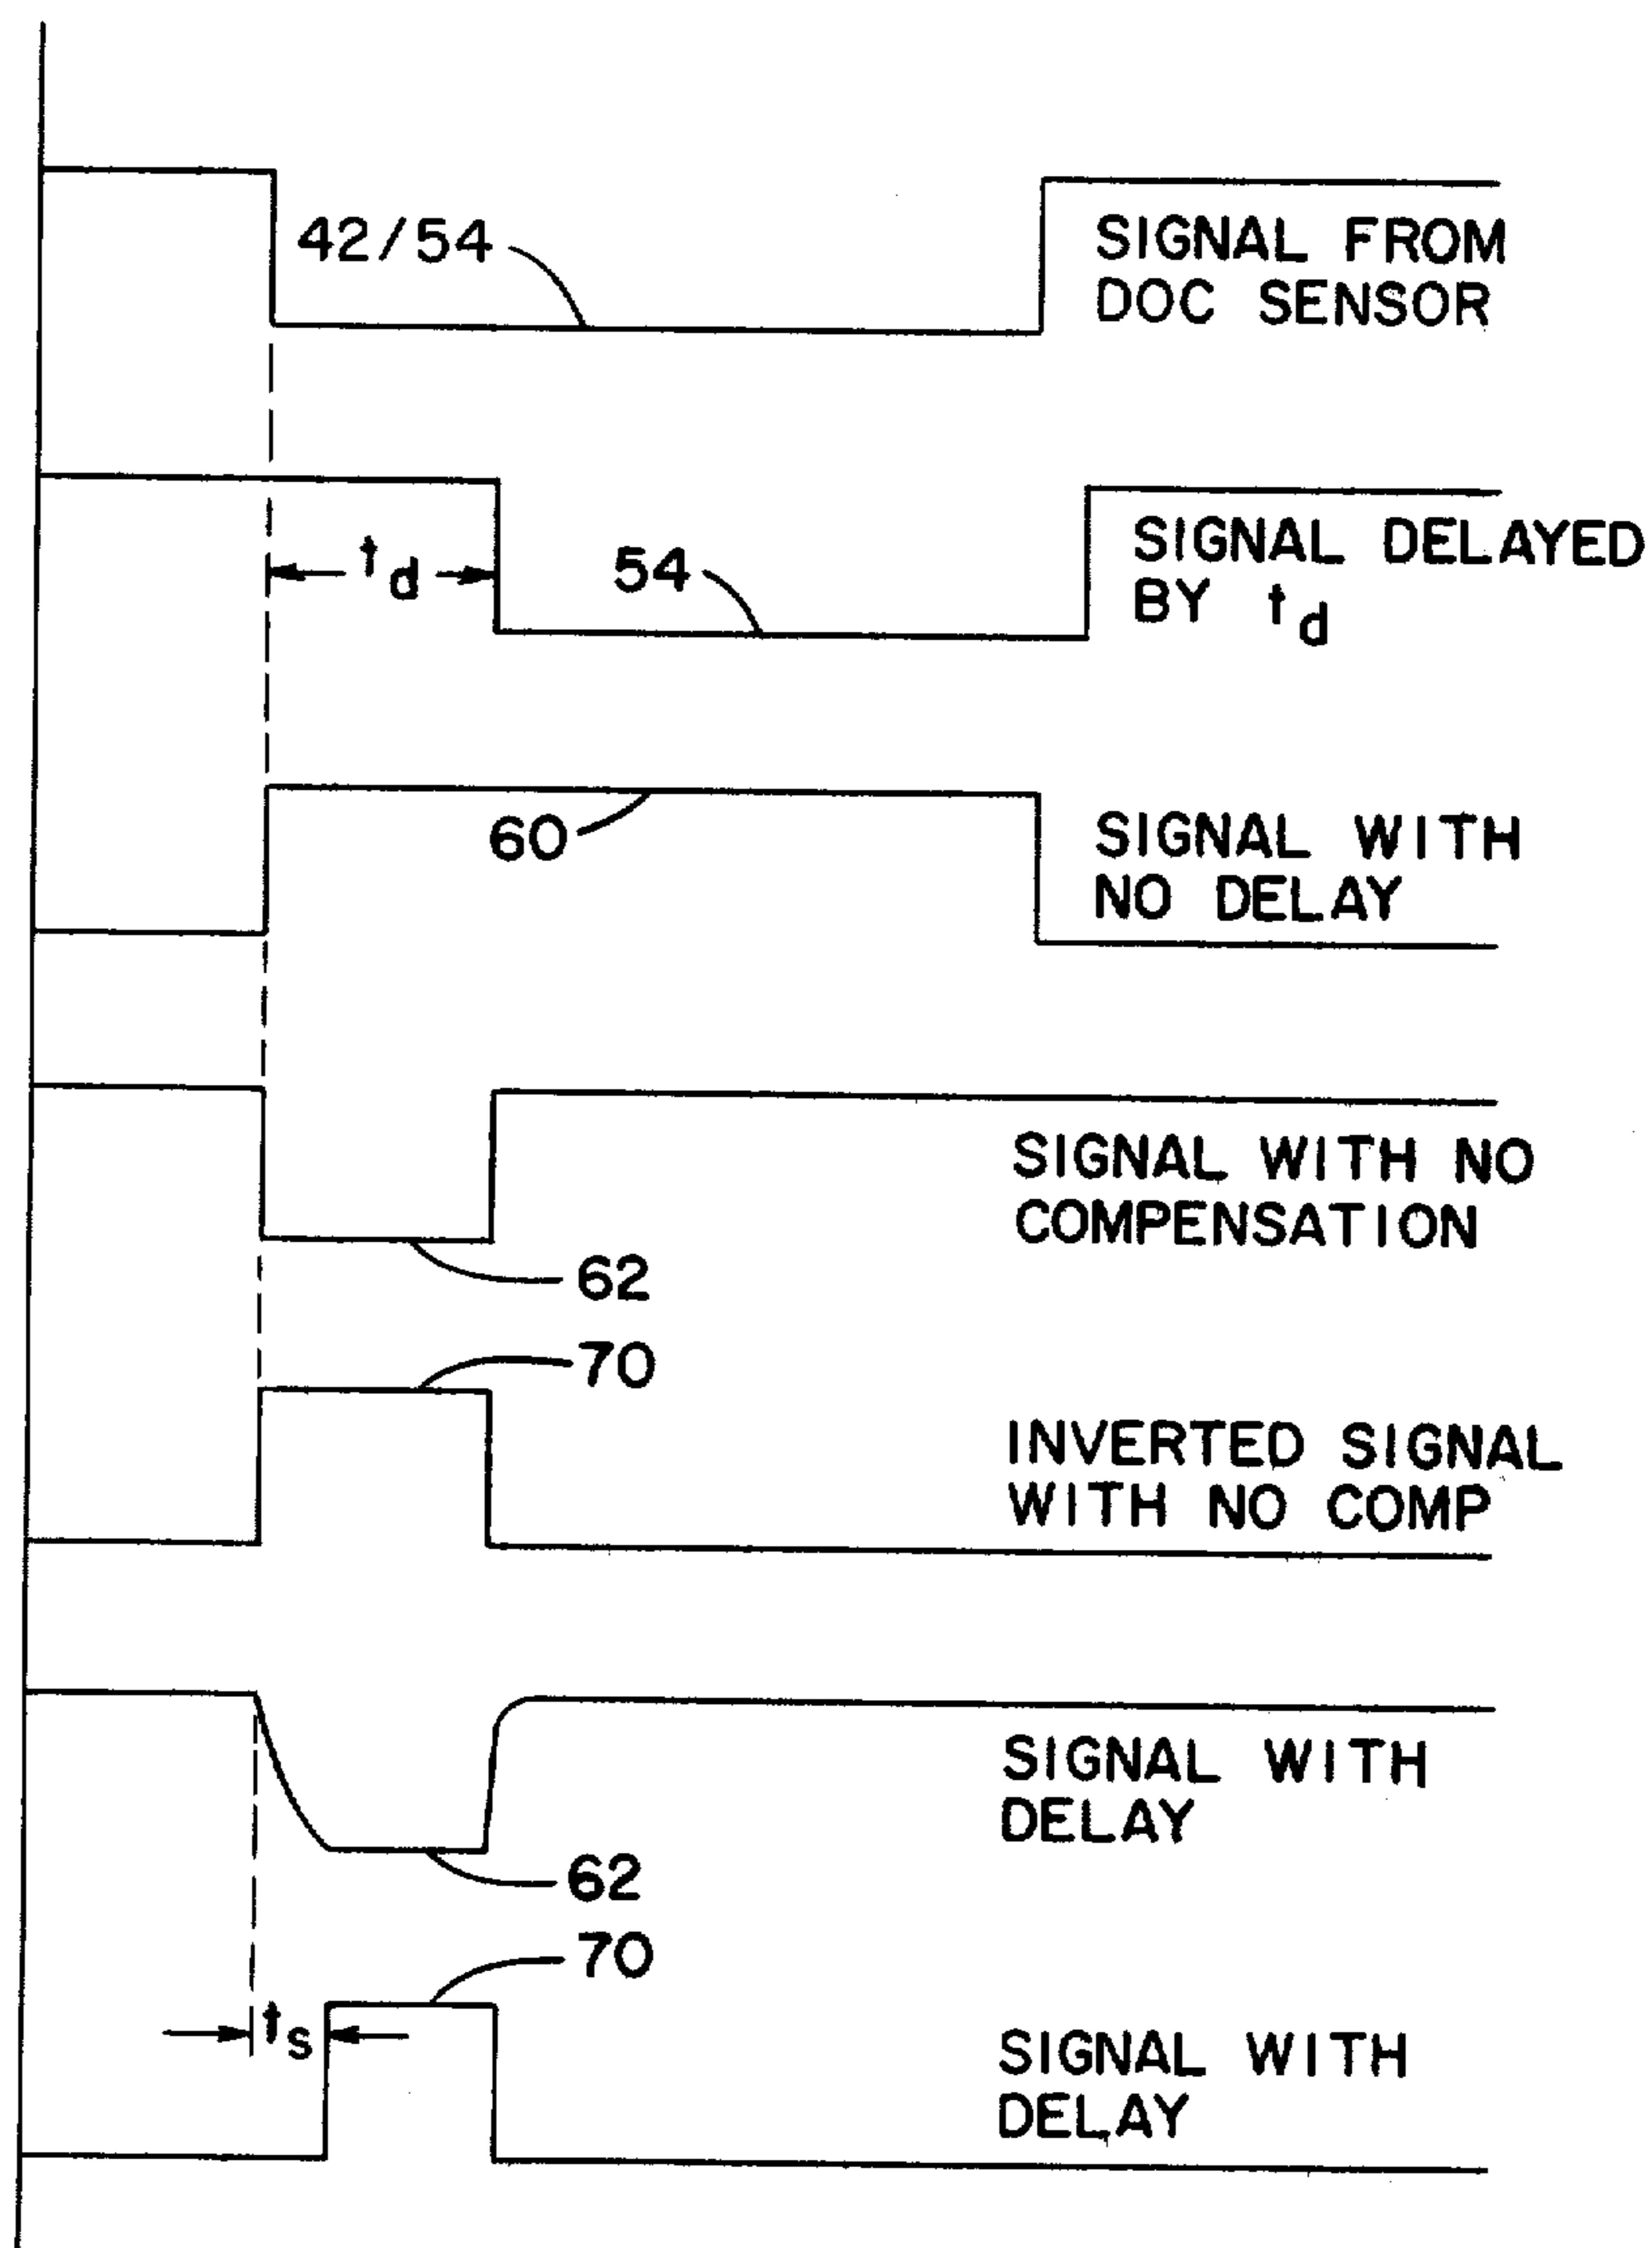 42/54
SIGNAL FROM
DOC SENSOR
td
54
SIGNAL DELAYED
BY td
60
SIGNAL WITH
NO DELAY
SIGNAL WITH NO
COMPENSATION
62
70
INVERTED SIGNAL
WITH NO COMP
SIGNAL WITH
DELAY
62
70
ts
SIGNAL WITH
DELAY